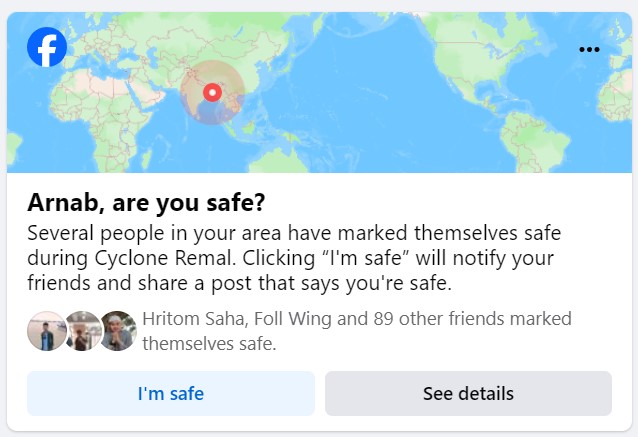 Arnab, are you safe?
Several people in your area have marked themselves safe
during Cyclone Remal. Clicking “I'm safe” will notify your
friends and share a post that says you're safe.
Hritom Saha, Foll Wing and 89 other friends marked
themselves safe.
I'm safe
See details